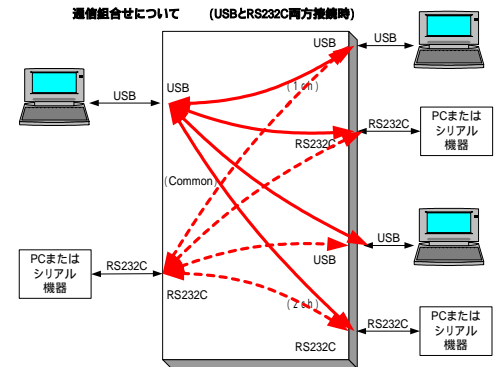 通信組合せについて (USBとRS232C両方接続時)
USB
USB
USB
USB
(1ch)
RS232C
RS232C
PCまたは
シリアル
機器
(Common)
PCまたは
シリアル
機器
RS232C
RS232C
USB
USB
(2ch)
RS232C
RS232C
PCまたは
シリアル
機器